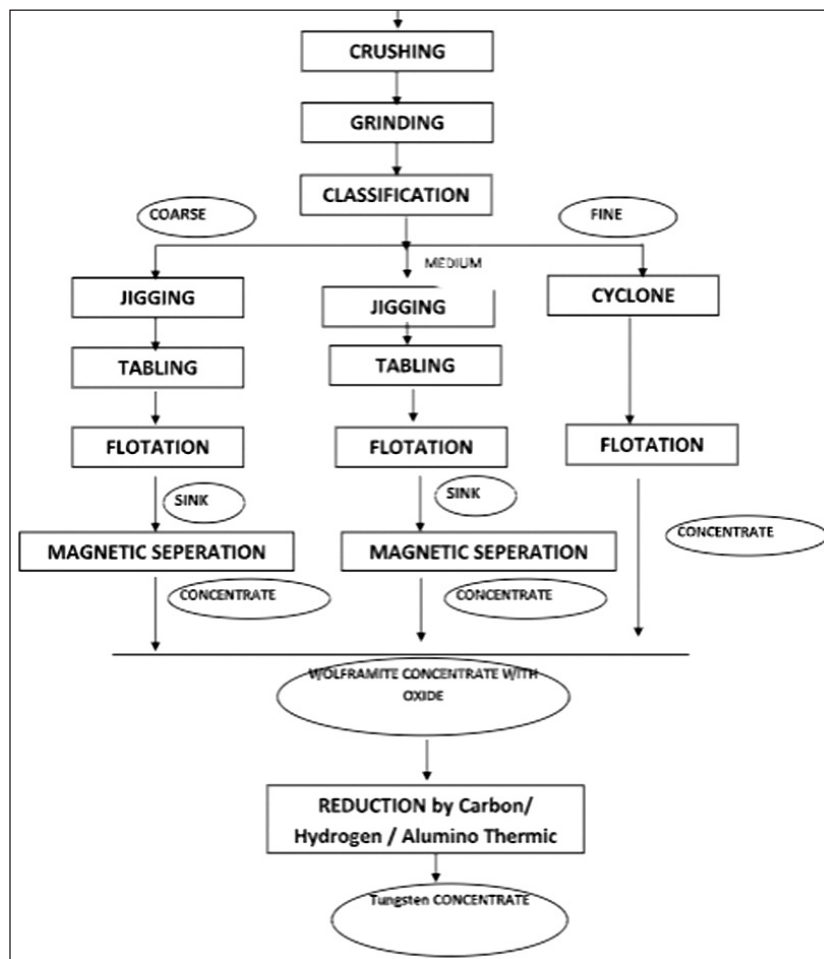 CRUSHING
GRINDING
CLASSIFICATION
COARSE
FINE
MEDIUM
JIGGING
JIGGING
CYCLONE
TABLING
TABLING
FLOTATION
FLOTATION
FLOTATION
SINK
SINK
MAGNETIC SEPERATION
MAGNETIC SEPERATION
CONCENTRATE
CONCENTRATE
CONCENTRATE
WOLFRAMITE CONCENTRATE WITH
OXIDE
REDUCTION by Carbon/
Hydrogen / Alumino Thermic
Tungsten CONCENTRATE